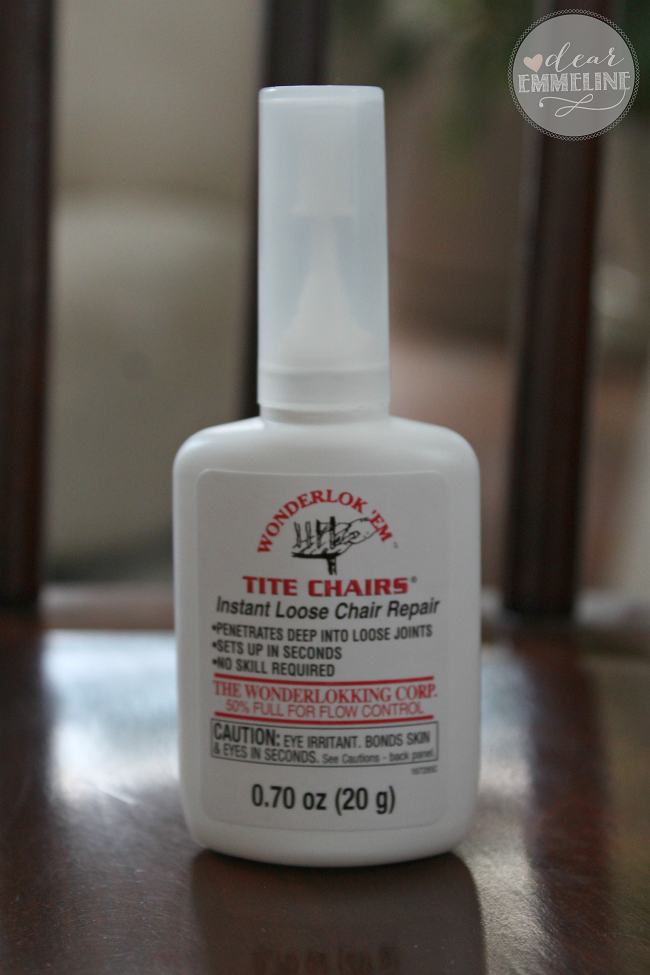 dear
EMMELINE
WONDERLOK 'EM
TITE CHAIRS®
Instant Loose Chair Repair
•PENETRATES DEEP INTO LOOSE JOINTS
•SETS UP IN SECONDS
•NO SKILL REQUIRED
THE WONDERLOKKING CORP.
50% FULL FOR FLOW CONTROL
CAUTION: EYE IRRITANT. BONDS SKIN
& EYES IN SECONDS. See Cautions - back panel.
0.70 oz (20 g)